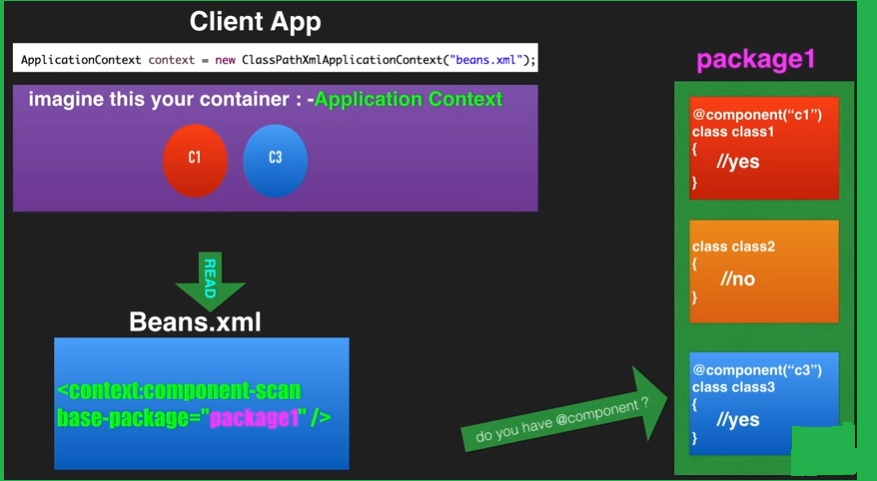 Client App
ApplicationContext context = new ClassPathXmlApplicationContext("beans.xml");
imagine this your container : -Application Context
C1
C3
READ
Beans.xml
<context:component-scan
base-package="package1" />
do you have @component ?
package1
@component(“c1”)
class class1
{
//yes
}
class class2
{
//no
}
@component(“c3”)
class class3
{
//yes
}